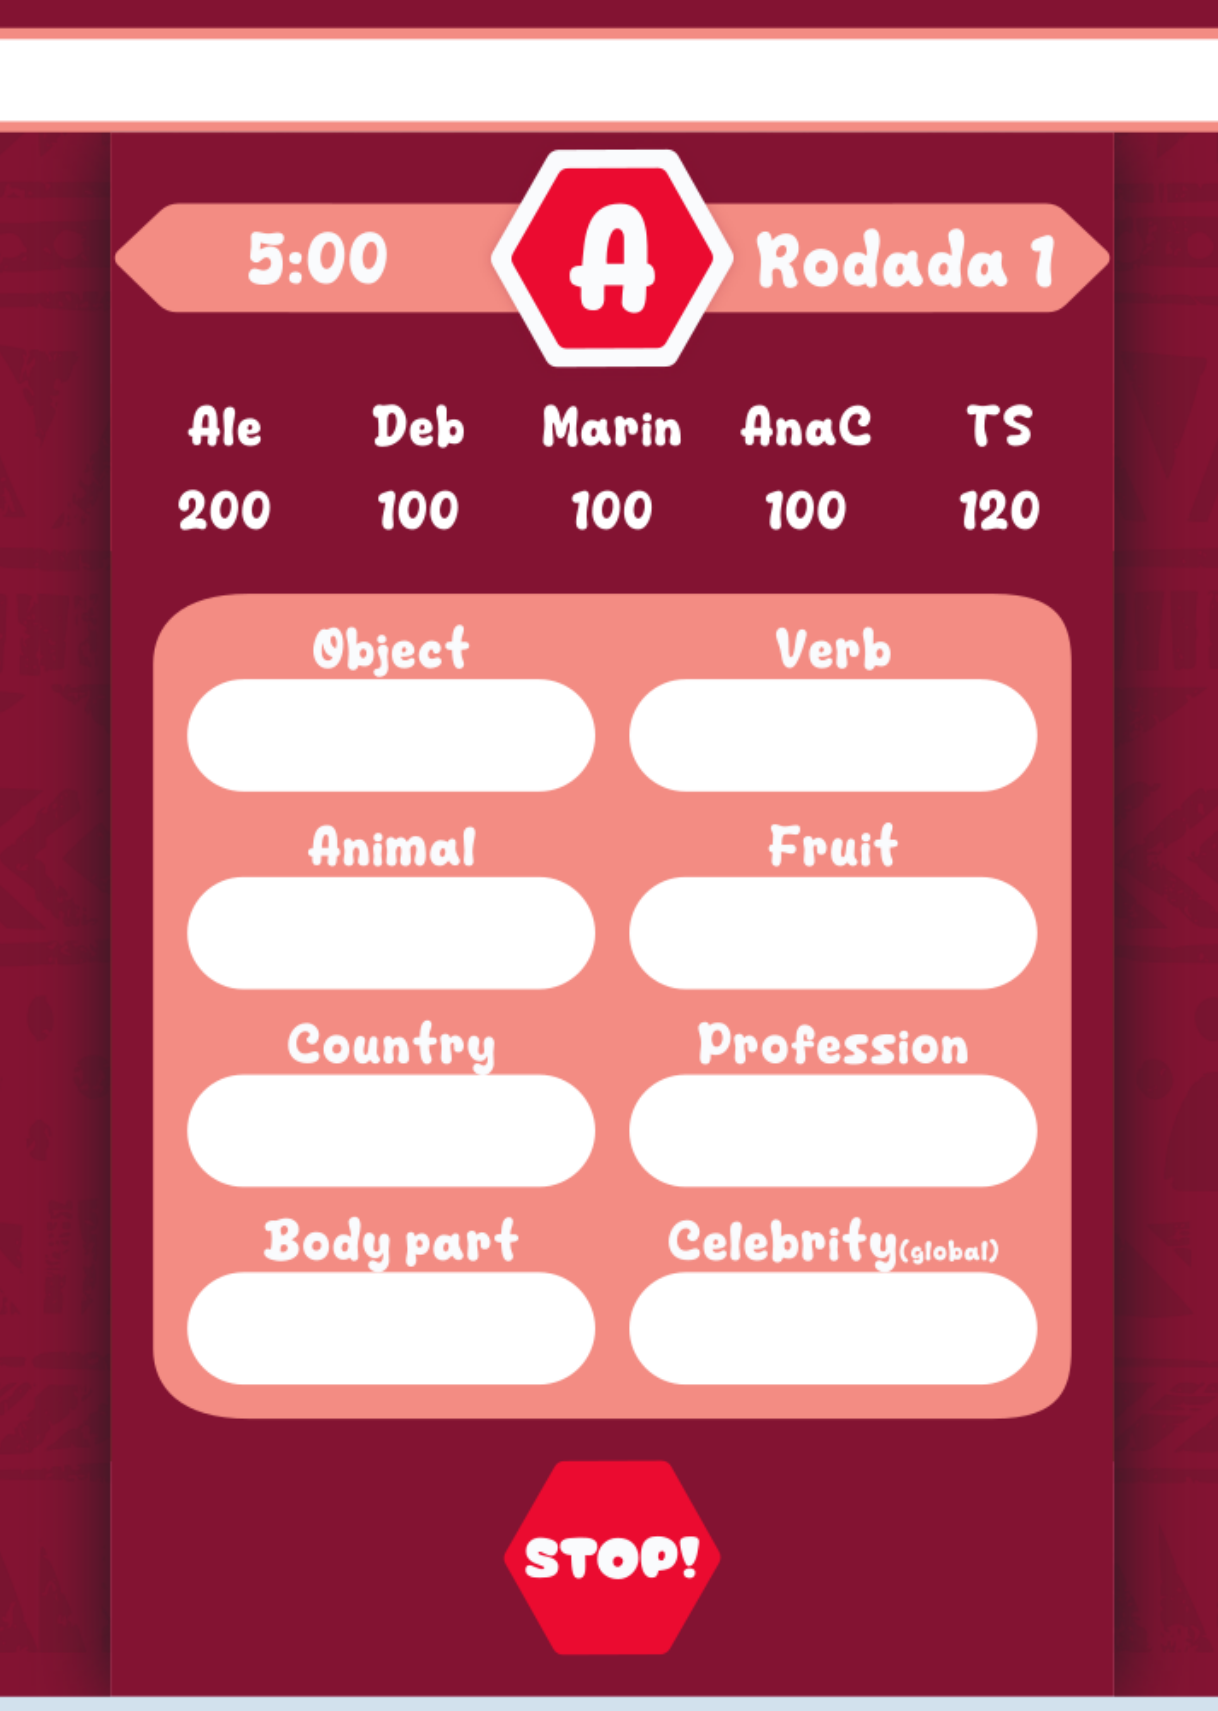 5:00 A Rodada 1
Ale Deb Marin AnaC TS
200 100 100 100 120
Object Verb
Animal Fruit
Country Profession
Body part Celebrity(global)
STOP!